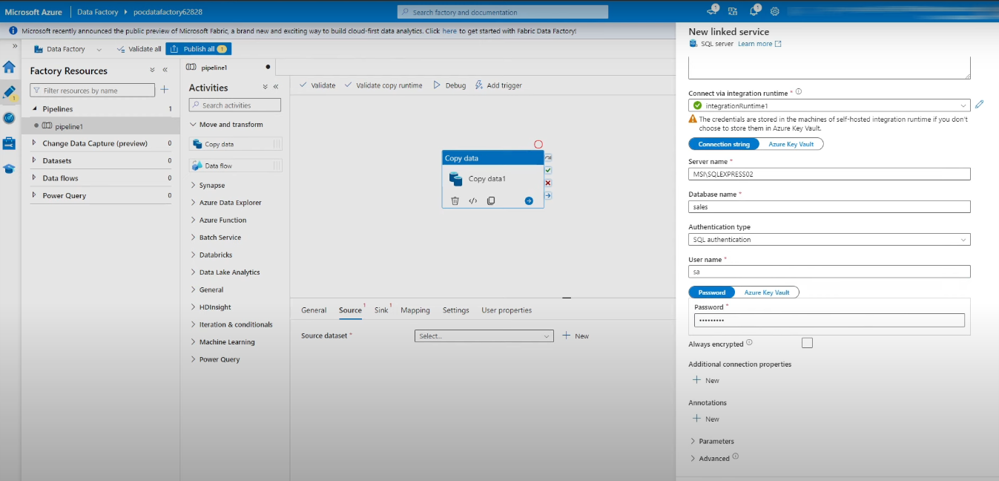 Microsoft Azure
Data Factory
pocdatafactory62828
Search factory and documentation
1
1
Microsoft recently announced the public preview of Microsoft Fabric, a brand new and exciting way to build cloud-first data analytics. Click here to get started with Fabric Data Factory!
Data Factory
Validate all
Publish all 1
1
Factory Resources
Filter resources by name
Pipelines 1
pipeline1
Change Data Capture (preview) 0
Datasets 0
Data flows 0
Power Query 0
pipeline1
Activities
Search activities
Move and transform
Copy data
Data flow
Synapse
Azure Data Explorer
Azure Function
Batch Service
Databricks
Data Lake Analytics
General
HDInsight
Iteration & conditionals
Machine Learning
Power Query
Validate
Validate copy runtime
Debug
Add trigger
Copy data
Copy data1
General
Source 1
Sink 1
Mapping
Settings
User properties
Source dataset *
Select...
New
New linked service
SQL server Learn more
Connect via integration runtime *
integrationRuntime1
The credentials are stored in the machines of self-hosted integration runtime if you don't
choose to store them in Azure Key Vault.
Connection string
Azure Key Vault
Server name *
MSI\SQLEXPRESS02
Database name *
sales
Authentication type
SQL authentication
User name *
sa
Password
Azure Key Vault
Password *
•••••••••
Always encrypted
Additional connection properties
New
Annotations
New
Parameters
Advanced